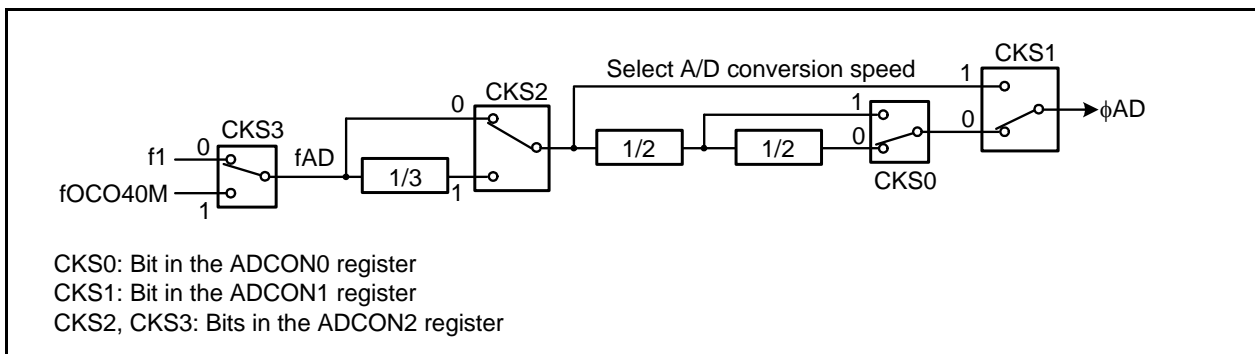 CKS1
Select A/D conversion speed
1
CKS2
0
1
CKS3
0
0
ϕAD
0
fAD
f1
1/2
1/2
1/3
CKS0
fOCO40M
1
1
CKS0: Bit in the ADCON0 register
CKS1: Bit in the ADCON1 register
CKS2, CKS3: Bits in the ADCON2 register